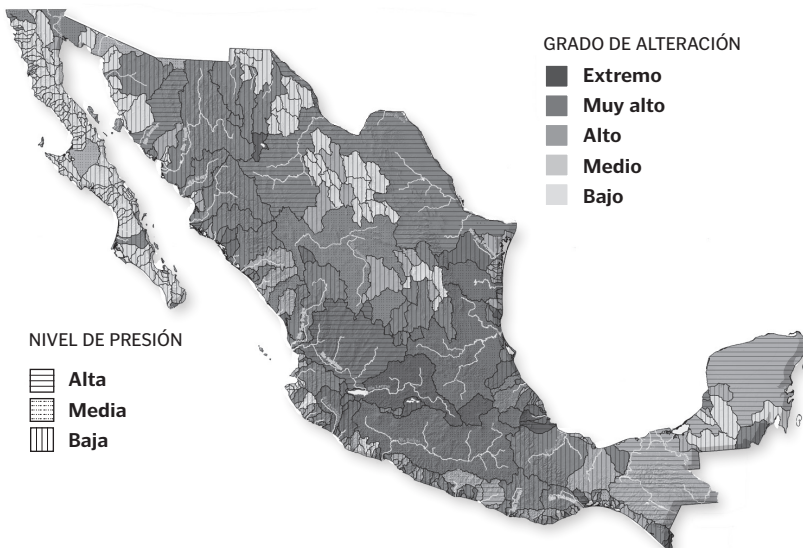 GRADO DE ALTERACIÓN
Extremo
Muy alto
Alto
Medio
Bajo
NIVEL DE PRESIÓN
Alta
Media
Baja